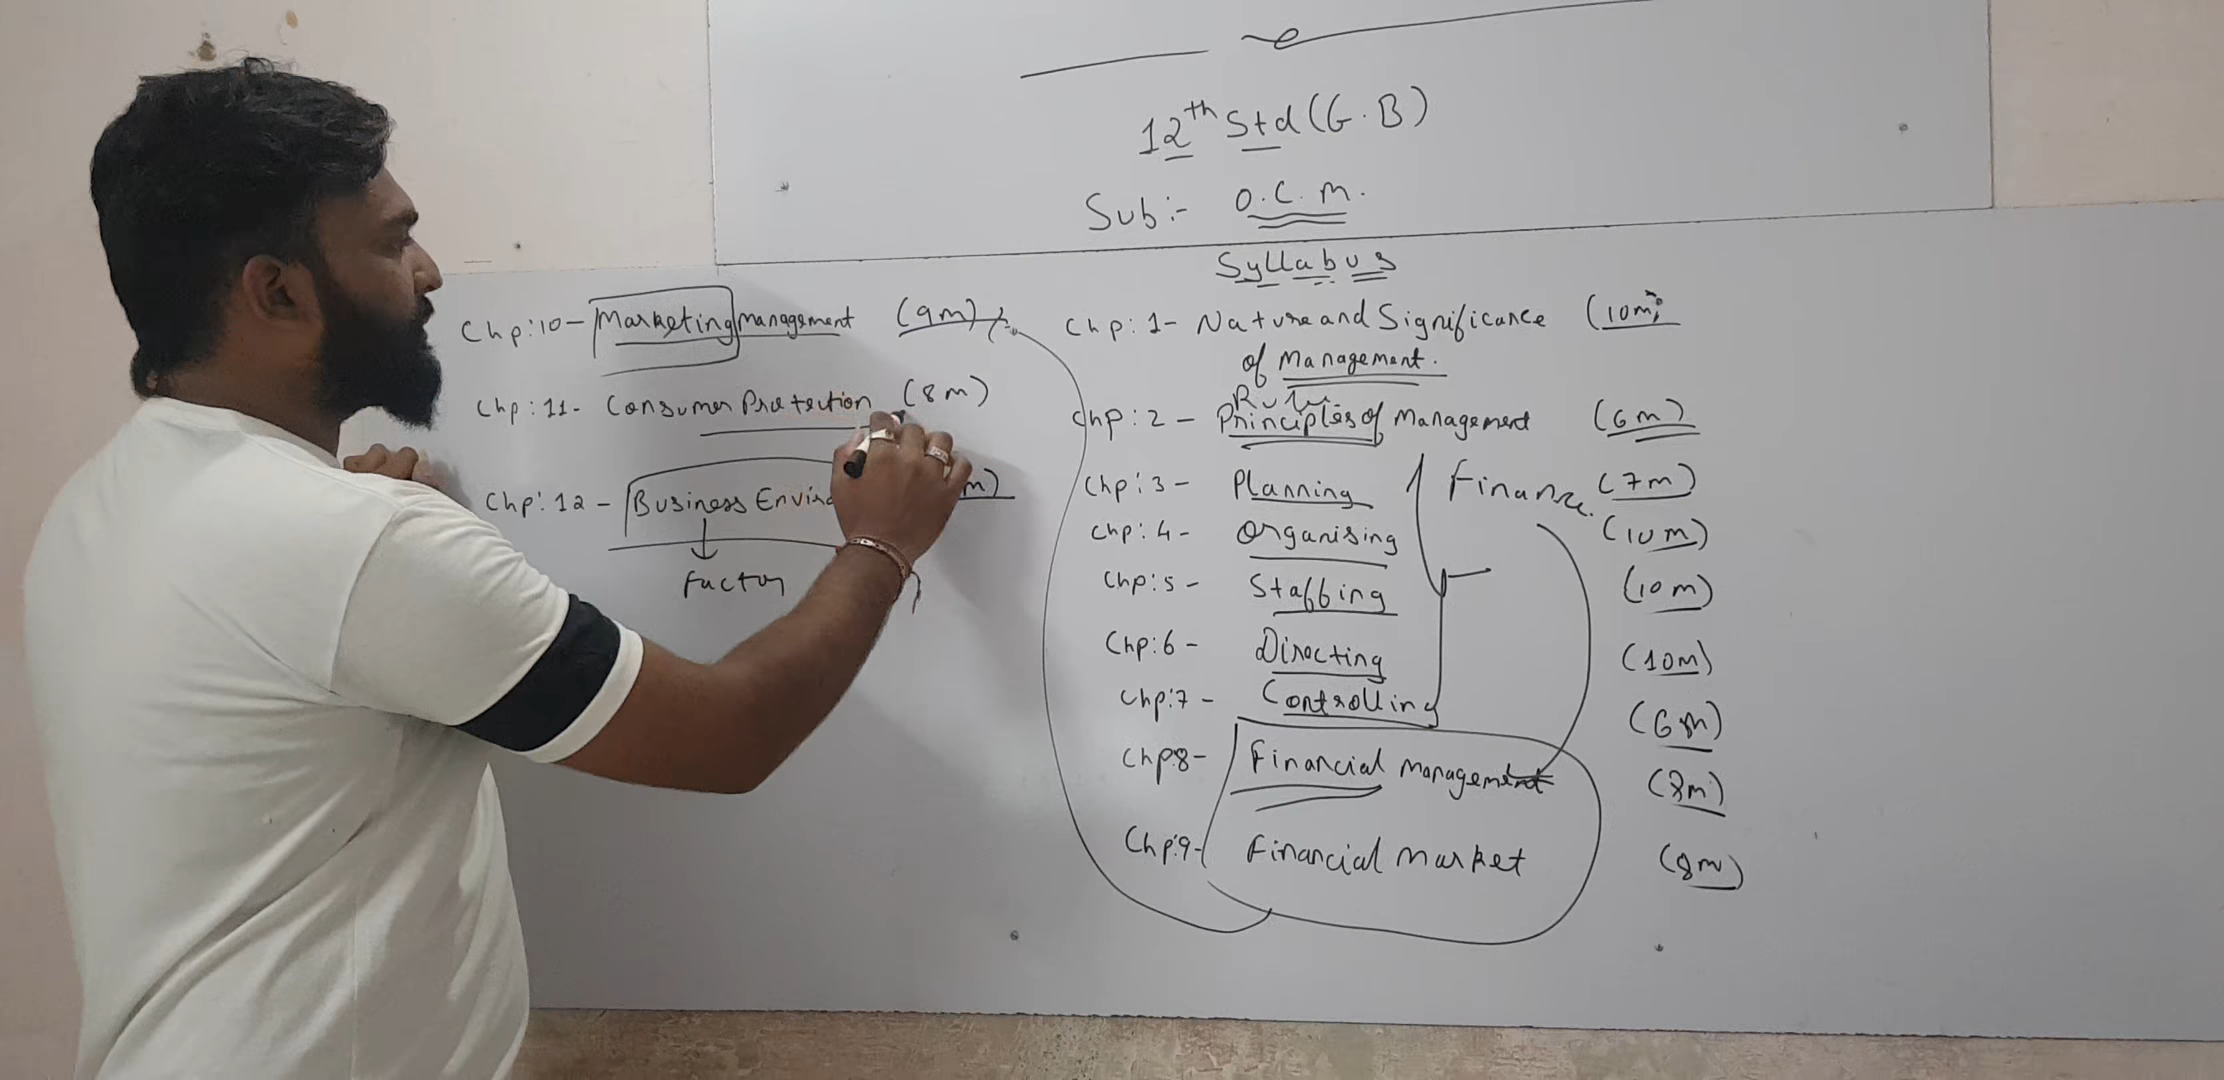 12th Std (G.B)
Sub:- O.C.M.
Syllabus
Chp: 1- Nature and Significance (10m)
of Management.
Chp: 2 - Principles of Management (6m)
Chp: 3 - Planning (7m)
Finance.
Chp: 4 - Organising (10m)
Chp: 5 - Staffing (10m)
Chp: 6 - Directing (10m)
Chp: 7 - Controlling (6m)
Chp: 8 - Financial Management (8m)
Chp: 9 - Financial Market (8m)
Chp: 10 - Marketing management (9m)
Chp: 11 - Consumer Protection (8m)
Chp: 12 - Business m)
Factor